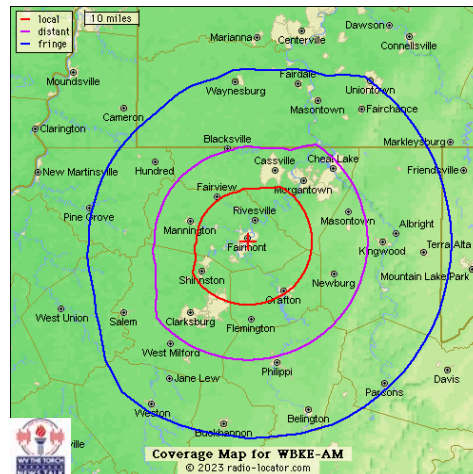 local
distant
fringe
10 miles
Marianna
Centerville
Dawson
Connellsville
Moundsville
Fairdale
Uniontown
Waynesburg
Masontown
Fairchance
Cameron
Clarington
Blacksville
Markleysburg
Hundred
Cassville
Cheat Lake
Friendsville
New Martinsville
Morgantown
Fairview
Pine Grove
Rivesville
Masontown
Mannington
Albright
Fairmont
Kingwood
Terra Alta
Shinnston
Newburg
Mountain Lake Park
Grafton
West Union
Salem
Clarksburg
Flemington
West Milford
Philippi
Jane Lew
Davis
Parsons
Weston
Belington
Buckhannon
WV THE TORCH
Coverage Map for WBKE-AM
© 2023 radio-locator.com